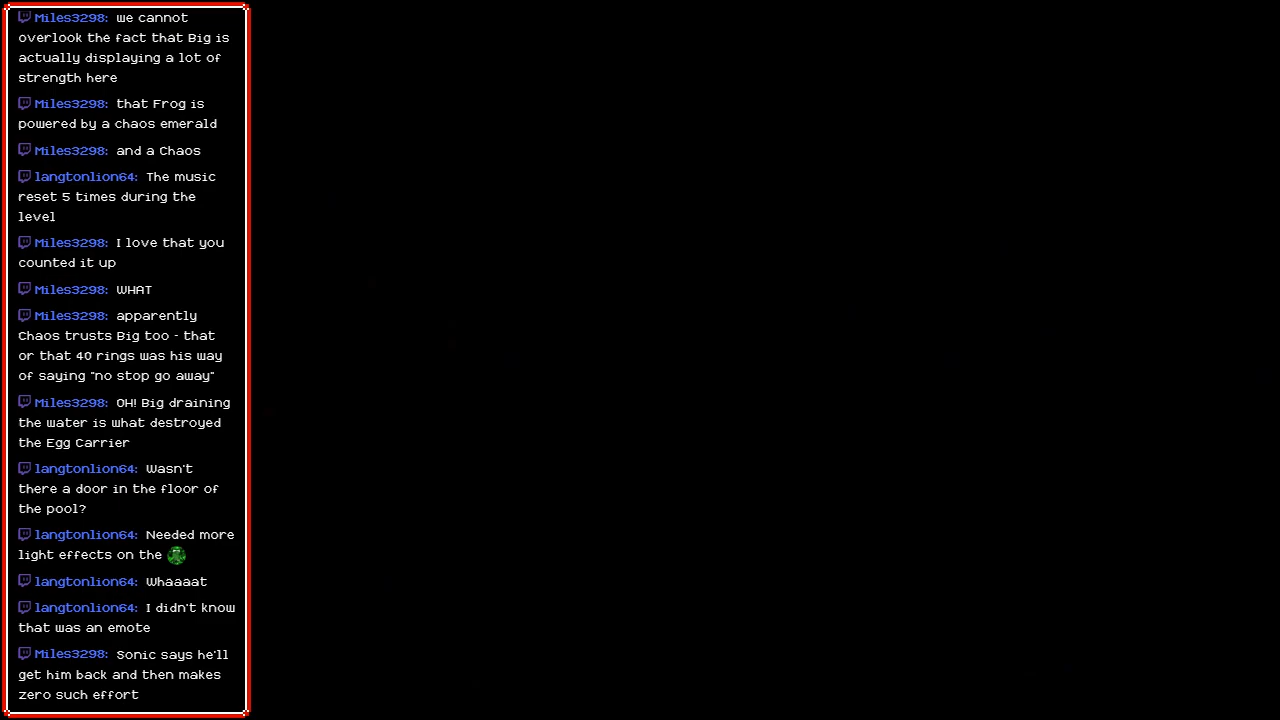 Miles3298: we cannot
overlook the fact that Big is
actually displaying a lot of
strength here
Miles3298: that Frog is
powered by a chaos emerald
Miles3298: and a Chaos
langtonlion64: The music
reset 5 times during the
level
Miles3298: I love that you
counted it up
Miles3298: WHAT
Miles3298: apparently
Chaos trusts Big too - that
or that 40 rings was his way
of saying "no stop go away"
Miles3298: OH! Big draining
the water is what destroyed
the Egg Carrier
langtonlion64: Wasn't
there a door in the floor of
the pool?
langtonlion64: Needed more
light effects on the
langtonlion64: Whaaaat
langtonlion64: I didn't know
that was an emote
Miles3298: Sonic says he'll
get him back and then makes
zero such effort